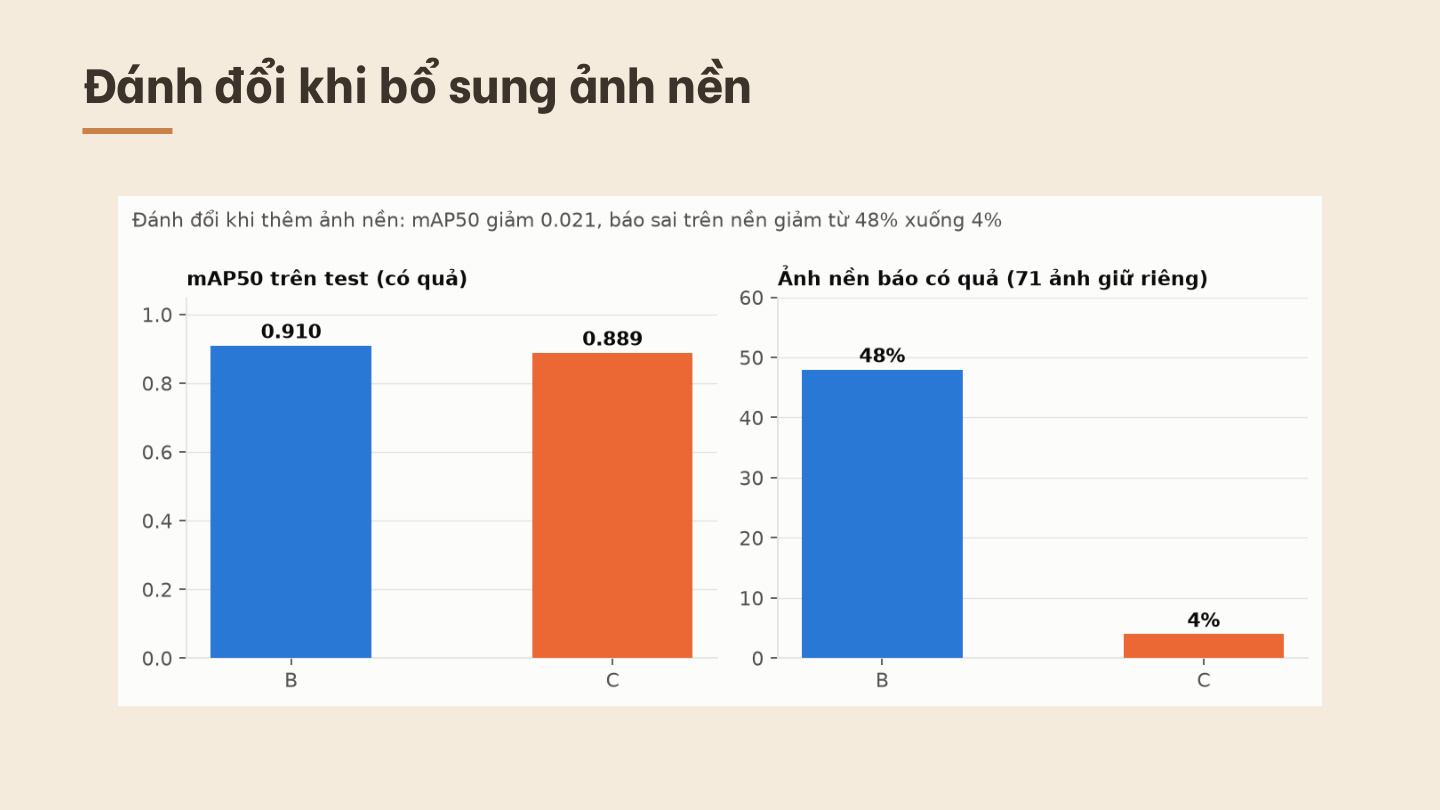 Đánh đổi khi bổ sung ảnh nền
Đánh đổi khi thêm ảnh nền: mAP50 giảm 0.021, báo sai trên nền giảm từ 48% xuống 4%
mAP50 trên test (có quả)
1.0
0.8
0.6
0.4
0.2
0.0
0.910
0.889
B
C
Ảnh nền báo có quả (71 ảnh giữ riêng)
60
50
40
30
20
10
0
48%
4%
B
C